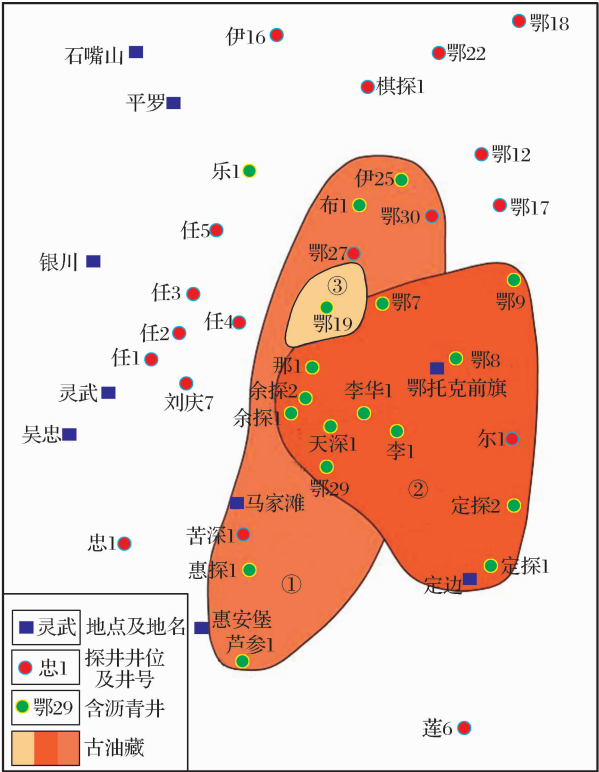 鄂18
伊16
石嘴山
鄂22
棋探1
平罗
鄂12
乐1
伊25
布1
鄂30
鄂17
任5
鄂27
银川
③
任3
鄂7
鄂9
任2
任4
鄂19
任1
那1
鄂8
灵武
刘庆7
余探2
李华1
鄂托克前旗
余探1
吴忠
天深1
李1
尔1
鄂29
②
马家滩
定探2
苦深1
忠1
惠探1
定探1
①
定边
惠安堡
芦参1
灵武 地点及地名
忠1 探井井位
及井号
鄂29 含沥青井
古油藏
莲6